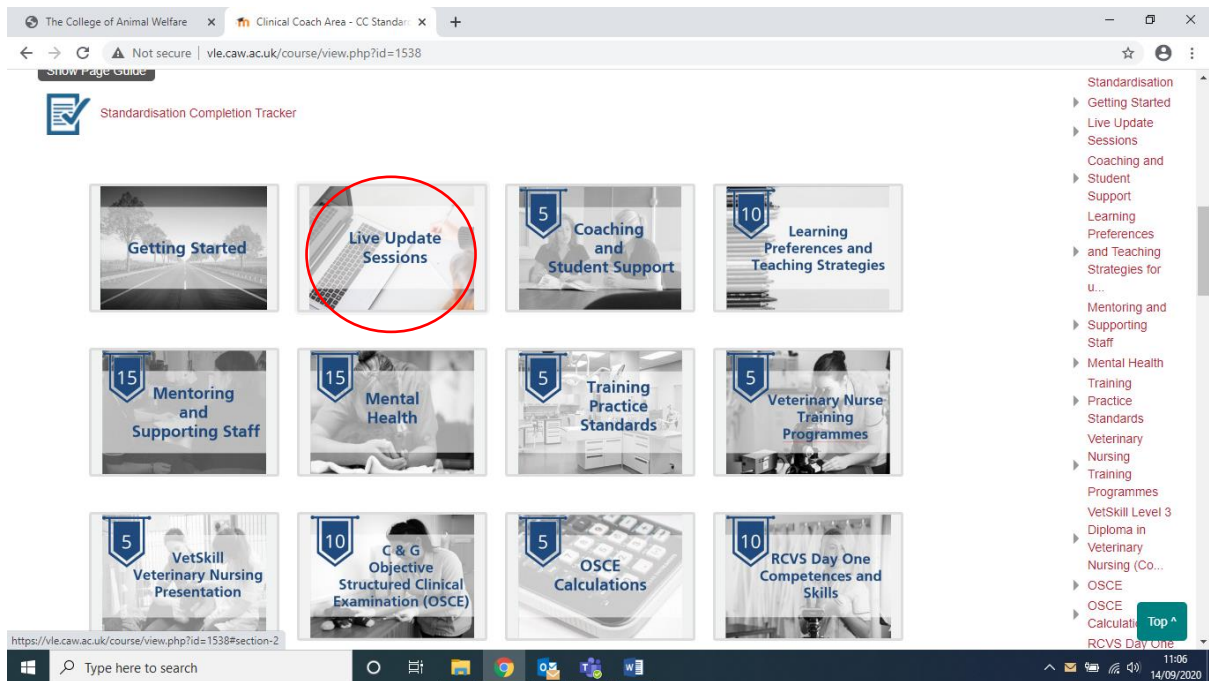 The College of Animal Welfare
Clinical Coach Area - CC Standar
Not secure | vle.caw.ac.uk/course/view.php?id=1538
Show Page Guide
Standardisation Completion Tracker
Getting Started
Live Update
Sessions
5
Coaching
and
Student Support
10
Learning
Preferences and
Teaching Strategies
15
Mentoring
and
Supporting Staff
15
Mental
Health
5
Training
Practice
Standards
5
Veterinary Nurse
Training
Programmes
5
VetSkill
Veterinary Nursing
Presentation
10
C & G
Objective
Structured Clinical
Examination (OSCE)
5
OSCE
Calculations
10
RCVS Day One
Competences and
Skills
Standardisation
Getting Started
Live Update
Sessions
Coaching and
Student
Support
Learning
Preferences
and Teaching
Strategies for
u...
Mentoring and
Supporting
Staff
Mental Health
Training
Practice
Standards
Veterinary
Nursing
Training
Programmes
VetSkill Level 3
Diploma in
Veterinary
Nursing (Co...
OSCE
OSCE
Calculati
RCVS Day One
Top ^
https://vle.caw.ac.uk/course/view.php?id=1538#section-2
Type here to search
11:06
14/09/2020